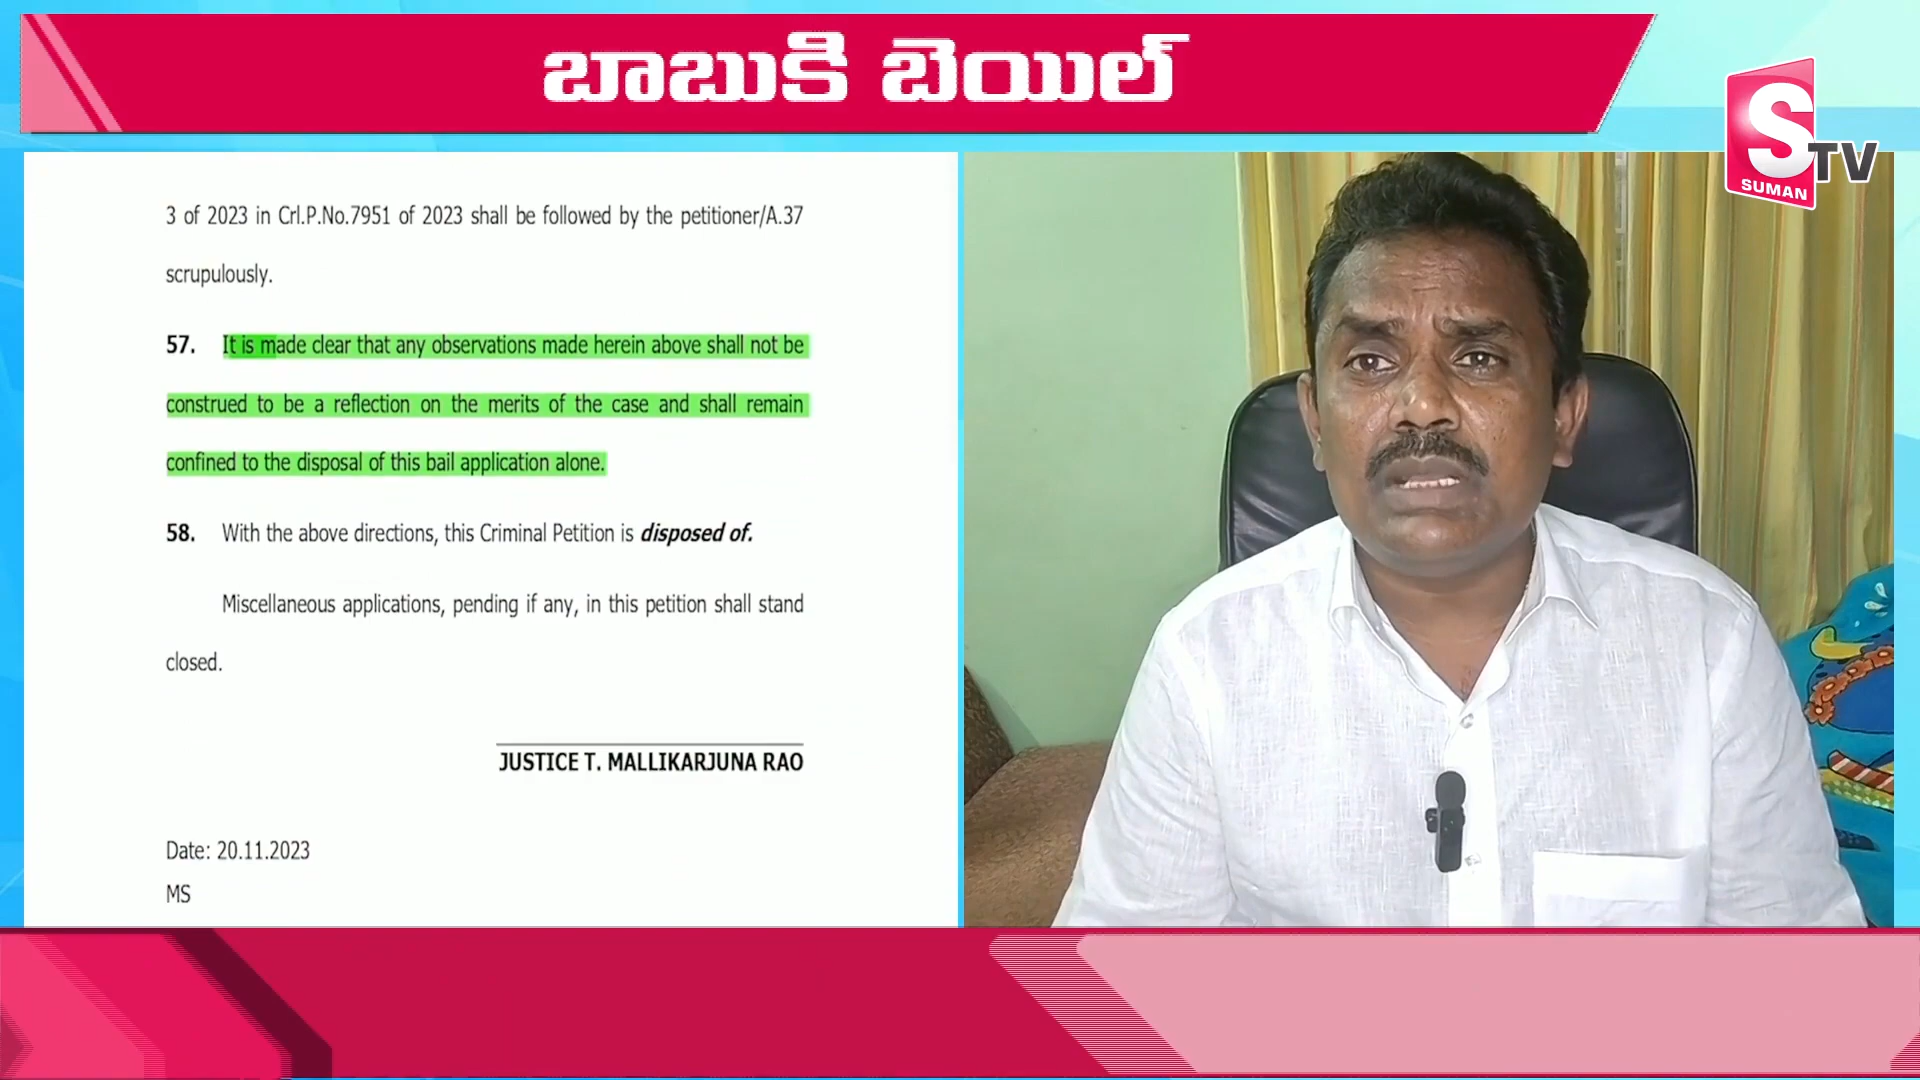 బాబుకి బెయిల్
S TV
SUMAN
3 of 2023 in Crl.P.No.7951 of 2023 shall be followed by the petitioner/A.37
scrupulously.
57. It is made clear that any observations made herein above shall not be
construed to be a reflection on the merits of the case and shall remain
confined to the disposal of this bail application alone.
58. With the above directions, this Criminal Petition is disposed of.
Miscellaneous applications, pending if any, in this petition shall stand
closed.
JUSTICE T. MALLIKARJUNA RAO
Date: 20.11.2023
MS